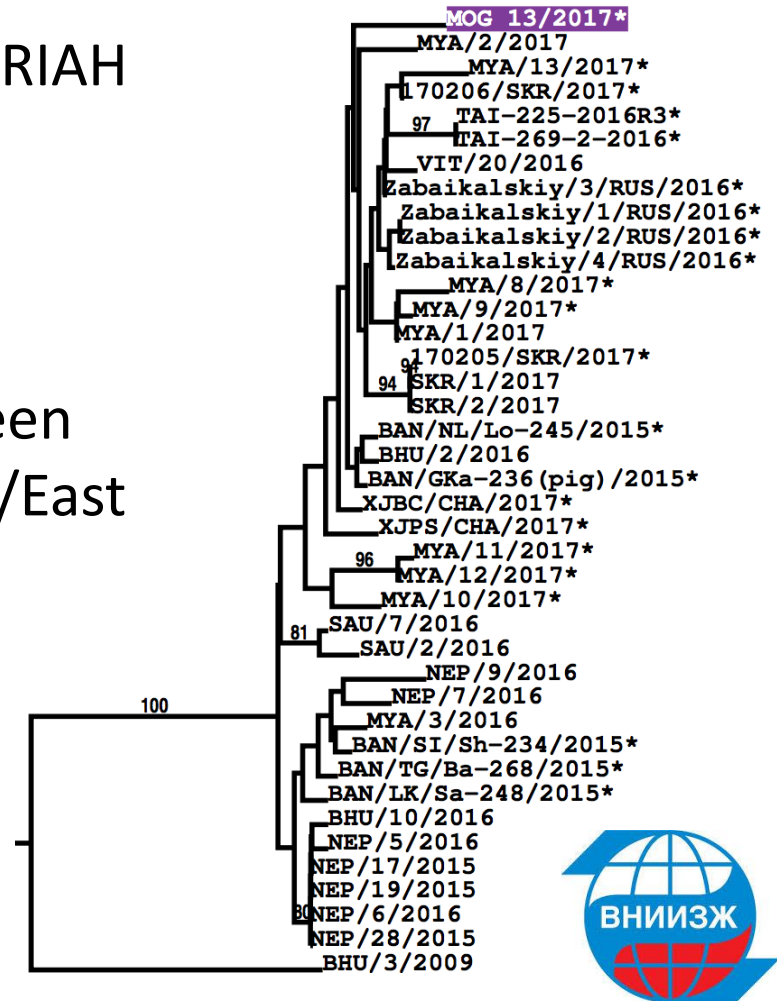 RIAH
een
/East
MOG 13/2017*
MYA/2/2017
MYA/13/2017*
170206/SKR/2017*
97
TAI-225-2016R3*
TAI-269-2-2016*
VIT/20/2016
Zabaikalskiy/3/RUS/2016*
Zabaikalskiy/1/RUS/2016*
Zabaikalskiy/2/RUS/2016*
Zabaikalskiy/4/RUS/2016*
MYA/8/2017*
MYA/9/2017*
MYA/1/2017
170205/SKR/2017*
94
94
SKR/1/2017
SKR/2/2017
BAN/NL/Lo-245/2015*
BHU/2/2016
BAN/GKa-236(pig)/2015*
XJBC/CHA/2017*
XJPS/CHA/2017*
MYA/11/2017*
96
MYA/12/2017*
MYA/10/2017*
SAU/7/2016
81
SAU/2/2016
NEP/9/2016
NEP/7/2016
100
MYA/3/2016
BAN/SI/Sh-234/2015*
BAN/TG/Ba-268/2015*
BAN/LK/Sa-248/2015*
BHU/10/2016
NEP/5/2016
NEP/17/2015
NEP/19/2015
80
NEP/6/2016
NEP/28/2015
BHU/3/2009
ВНИИЗЖ